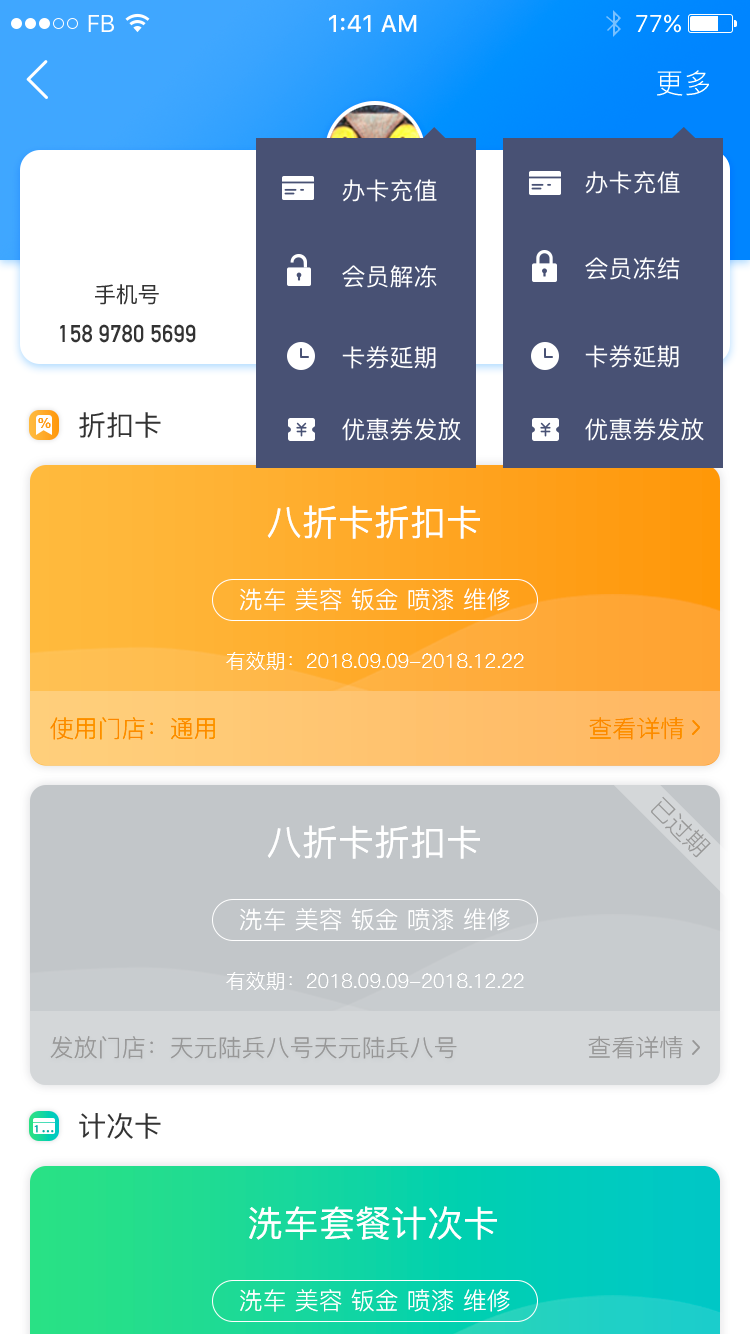 FB 1:41 AM 77%
更多
办卡充值
会员解冻
卡券延期
优惠券发放
办卡充值
会员冻结
卡券延期
优惠券发放
手机号
158 9780 5699
折扣卡
八折卡折扣卡
洗车 美容 钣金 喷漆 维修
有效期：2018.09.09-2018.12.22
使用门店：通用
查看详情
已过期
八折卡折扣卡
洗车 美容 钣金 喷漆 维修
有效期：2018.09.09-2018.12.22
发放门店：天元陆兵八号天元陆兵八号
查看详情
计次卡
洗车套餐计次卡
洗车 美容 钣金 喷漆 维修